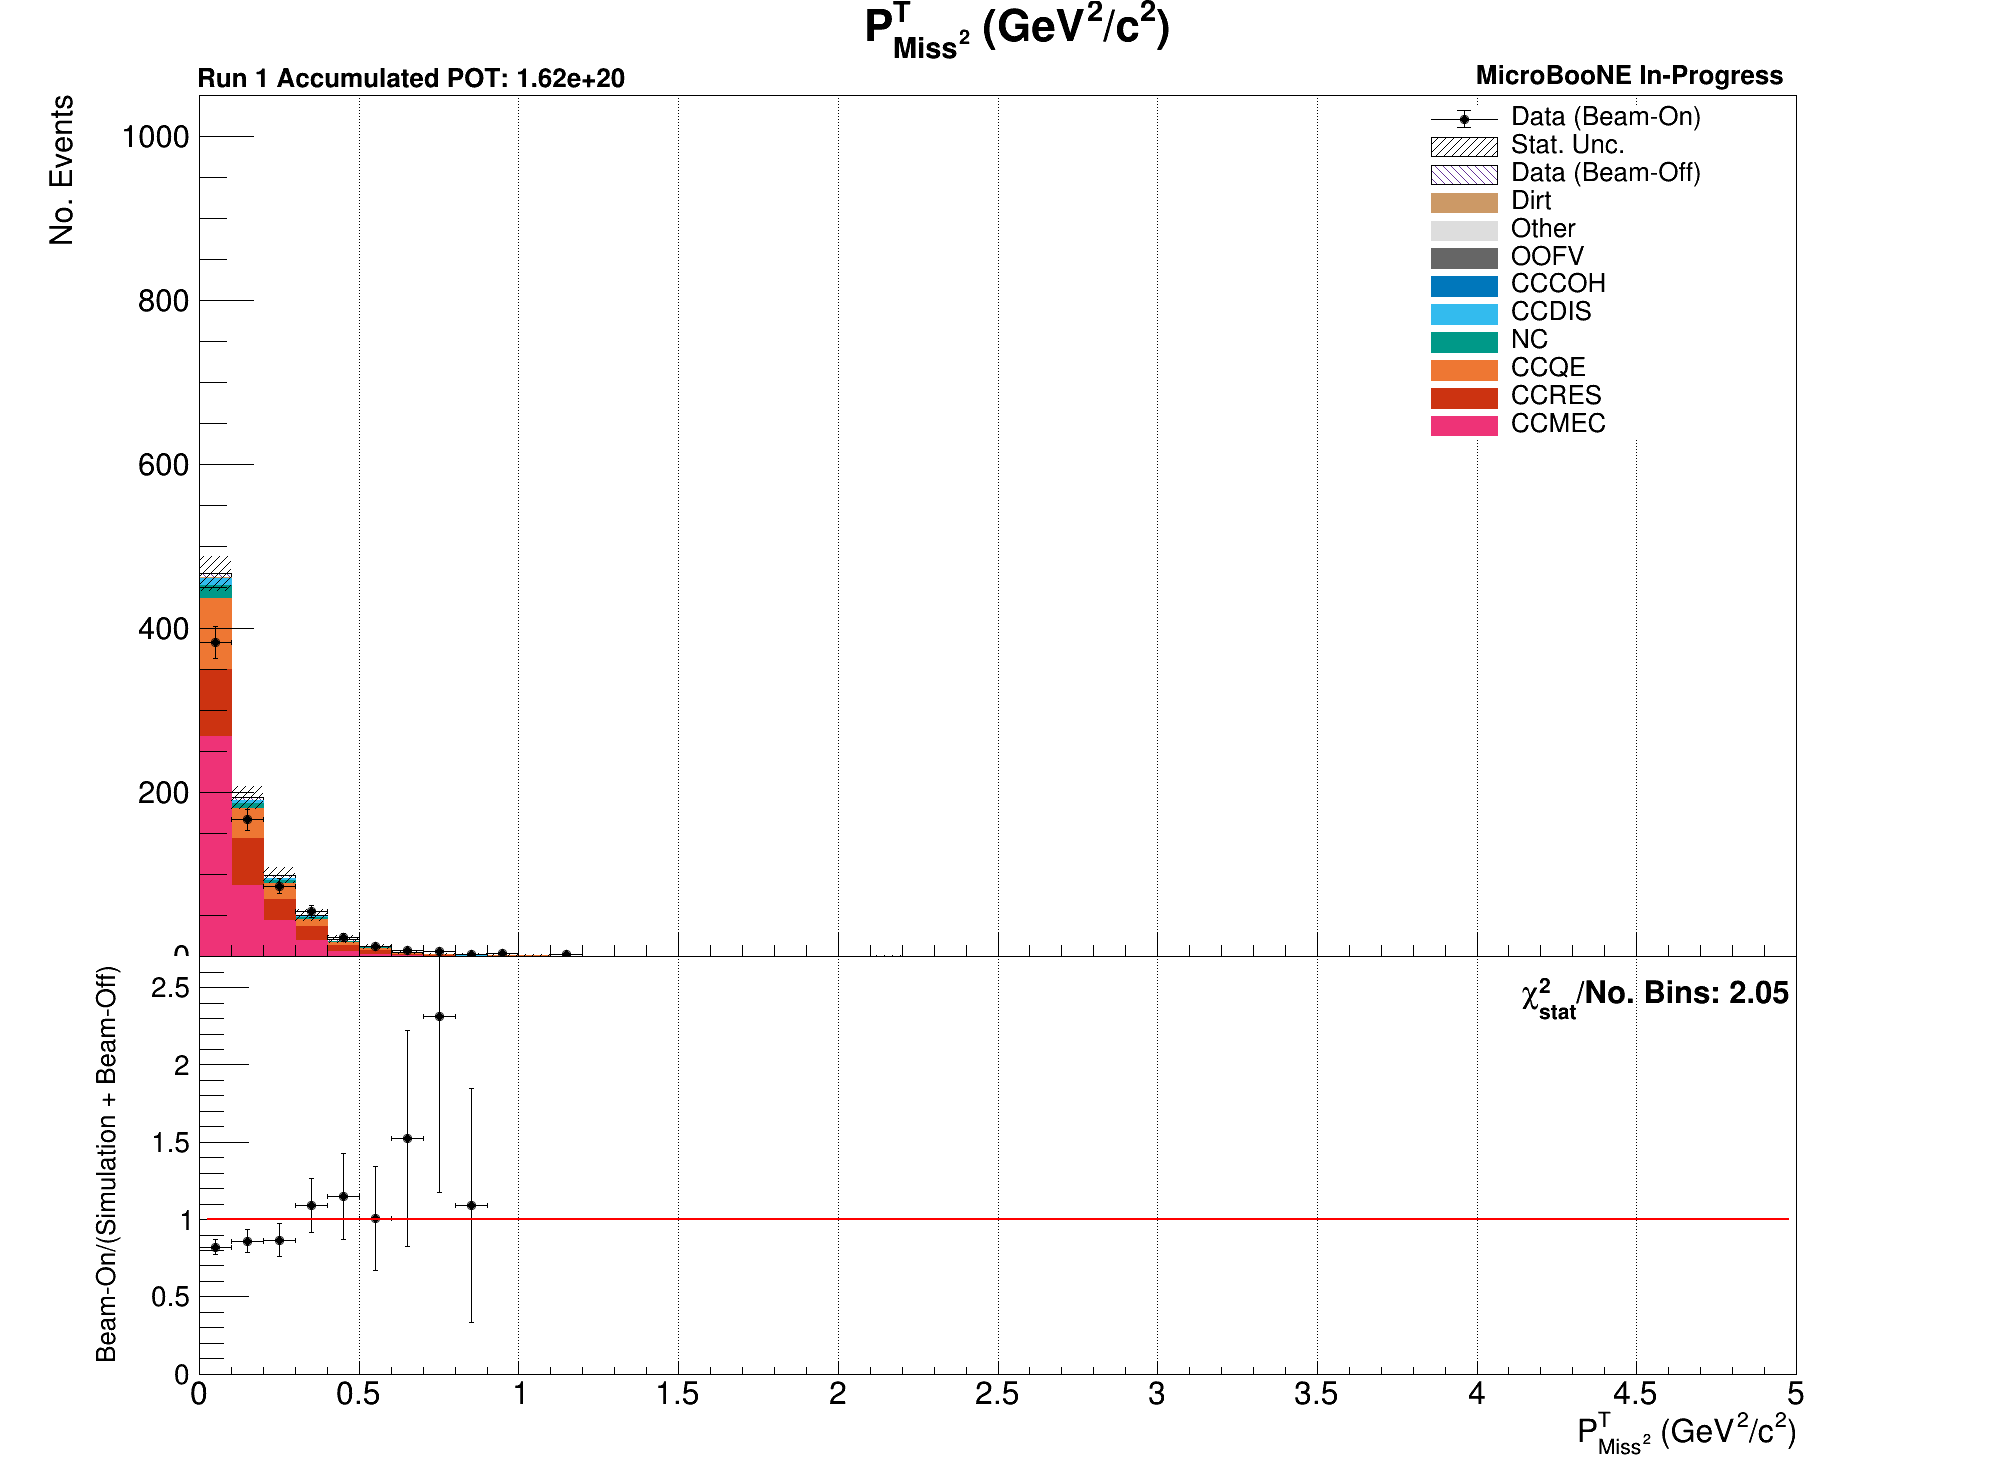 P^T_Miss² (GeV²/c²)
Run 1 Accumulated POT: 1.62e+20
MicroBooNE In-Progress
No. Events
1000
800
600
400
200
0
Data (Beam-On)
Stat. Unc.
Data (Beam-Off)
Dirt
Other
OOFV
CCCOH
CCDIS
NC
CCQE
CCRES
CCMEC
Beam-On/(Simulation + Beam-Off)
2.5
2
1.5
1
0.5
0
χ²_stat/No. Bins: 2.05
0 0.5 1 1.5 2 2.5 3 3.5 4 4.5 5
P^T_Miss² (GeV²/c²)